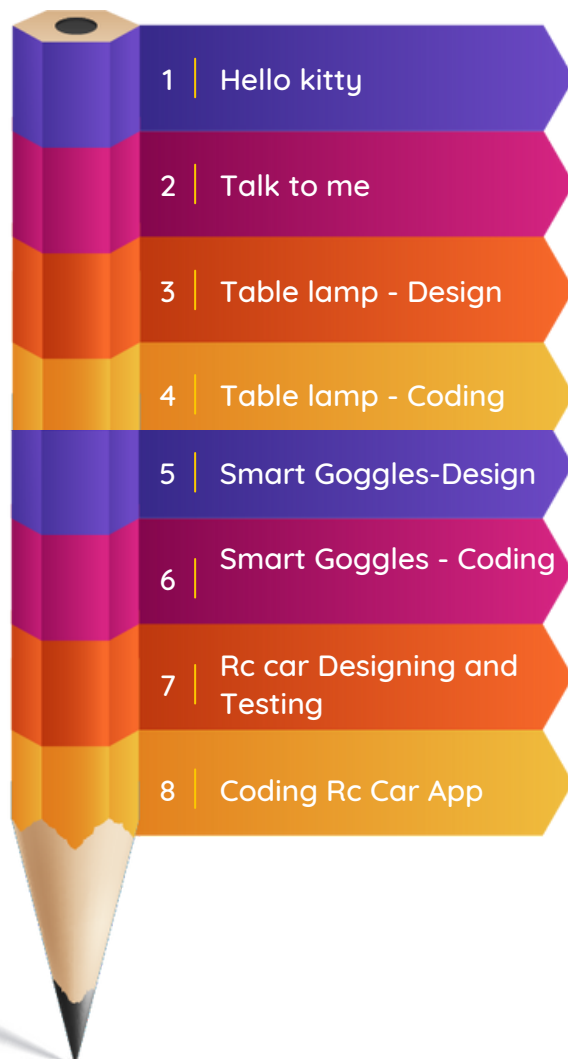 1 Hello kitty
2 Talk to me
3 Table lamp - Design
4 Table lamp - Coding
5 Smart Goggles-Design
6 Smart Goggles - Coding
7 Rc car Designing and
Testing
8 Coding Rc Car App